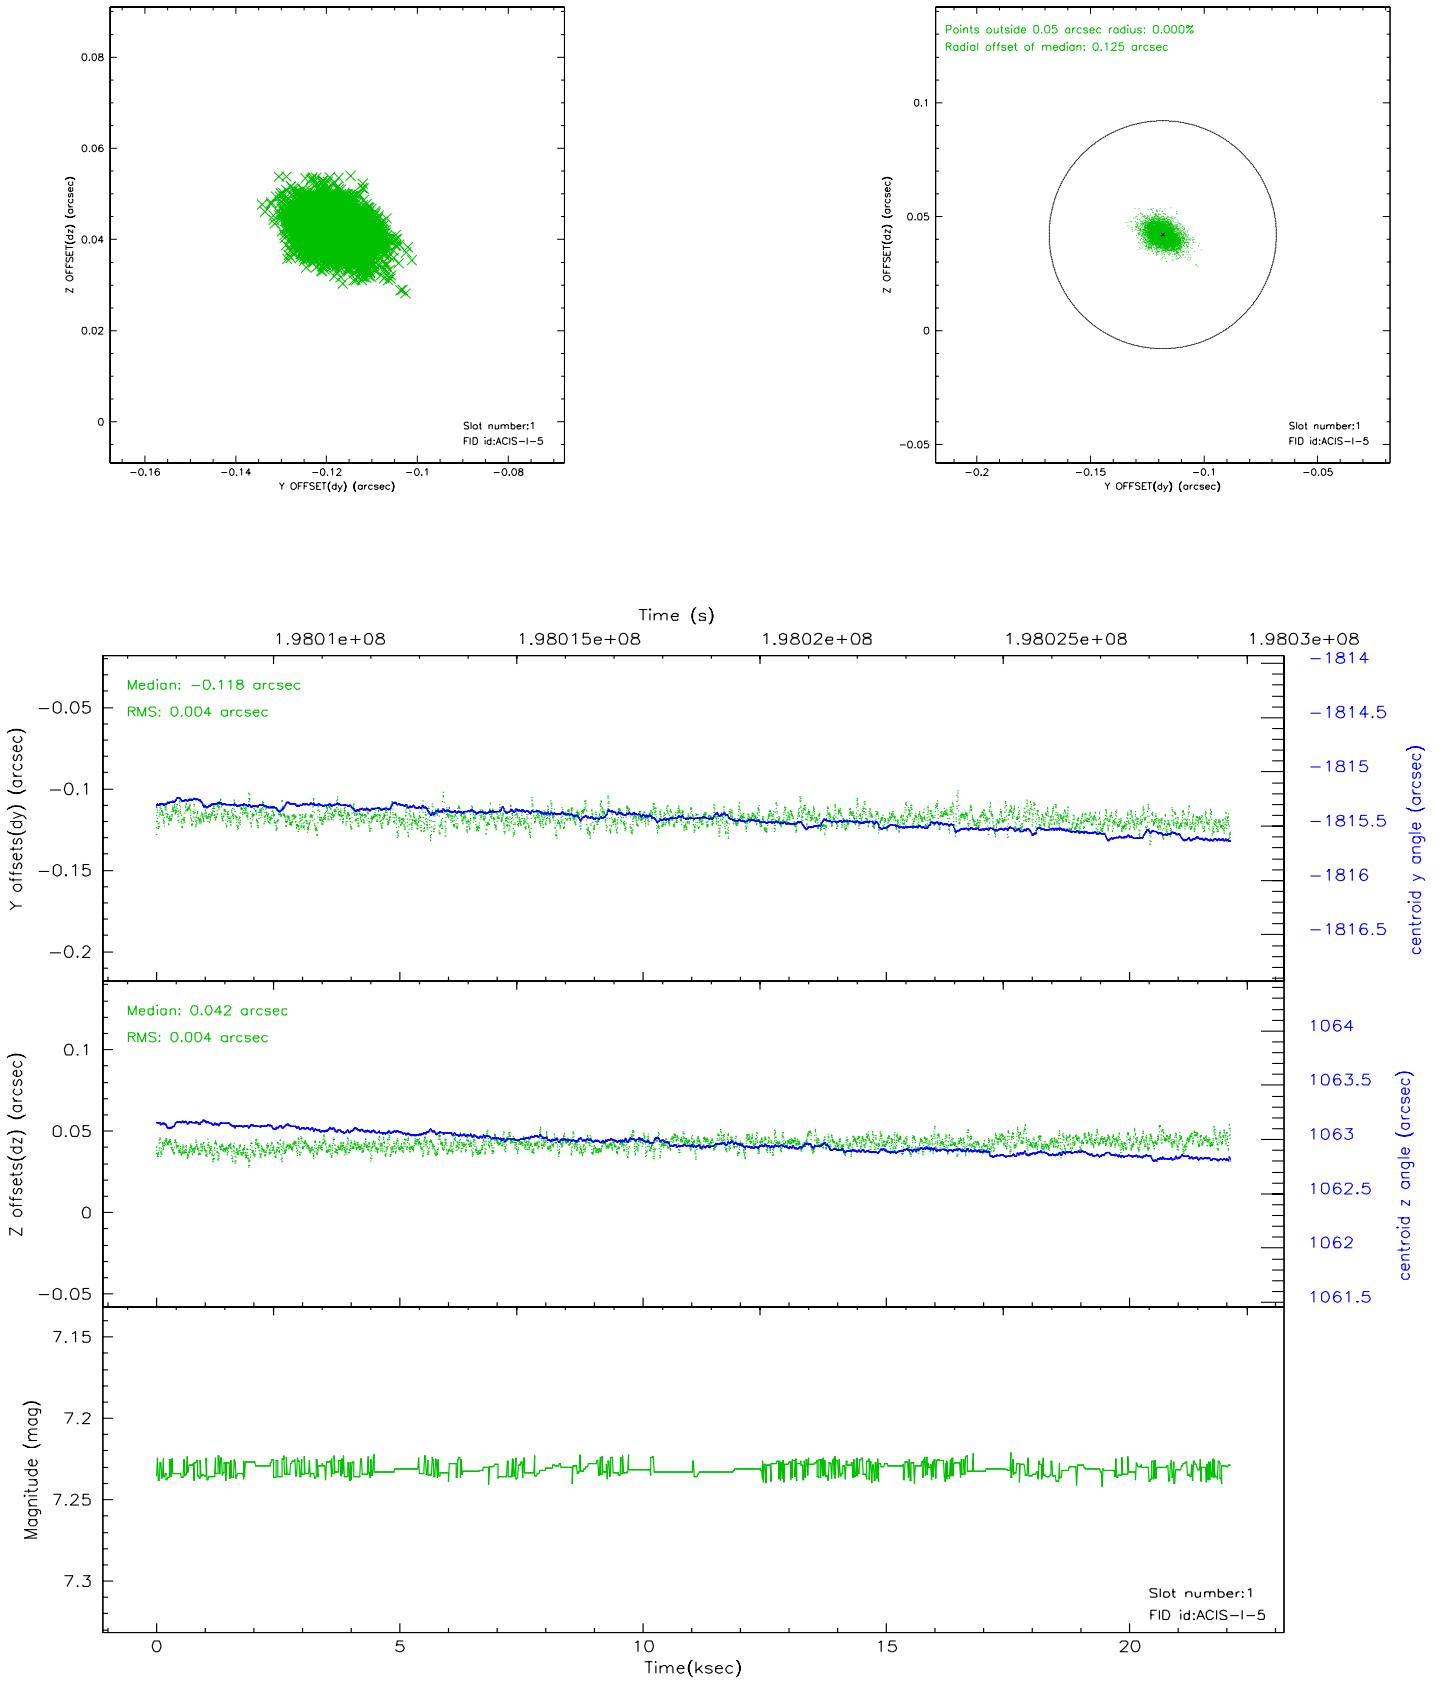 0.08
0.06
0.04
0.02
0
Z OFFSET(dz) (arcsec)
Slot number:1
FID id:ACIS-I-5
-0.16 -0.14 -0.12 -0.1 -0.08
Y OFFSET(dy) (arcsec)
Points outside 0.05 arcsec radius: 0.000%
Radial offset of median: 0.125 arcsec
0.1
0.05
0
-0.05
Z OFFSET(dz) (arcsec)
Slot number:1
FID id:ACIS-I-5
-0.2 -0.15 -0.1 -0.05
Y OFFSET(dy) (arcsec)
Time (s)
1.9801e+08 1.98015e+08 1.9802e+08 1.98025e+08 1.9803e+08
Median: -0.118 arcsec
RMS: 0.004 arcsec
-0.05
-0.1
-0.15
-0.2
Y offsets(dy) (arcsec)
-1814
-1814.5
-1815
-1815.5
-1816
-1816.5
centroid y angle (arcsec)
Median: 0.042 arcsec
RMS: 0.004 arcsec
0.1
0.05
0
-0.05
Z offsets(dz) (arcsec)
1064
1063.5
1063
1062.5
1062
1061.5
centroid z angle (arcsec)
7.15
7.2
7.25
7.3
Magnitude (mag)
Slot number:1
FID id:ACIS-I-5
0 5 10 15 20
Time(ksec)